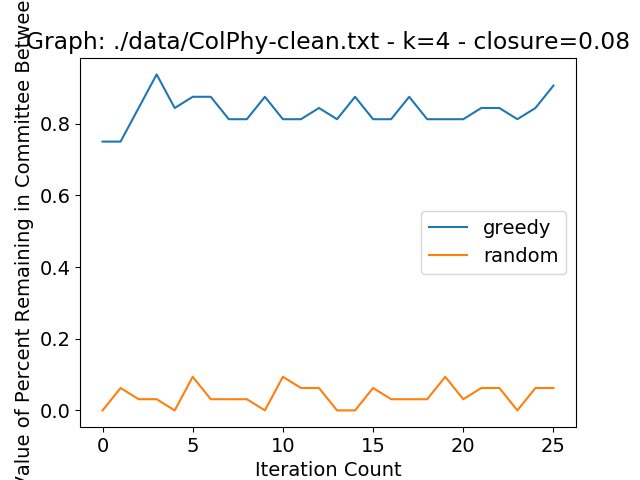 Graph: ./data/ColPhy-clean.txt - k=4 - closure=0.08
Value of Percent Remaining in Committee Betwee
0.8
0.6
0.4
0.2
0.0
greedy
random
0
5
10
15
20
25
Iteration Count